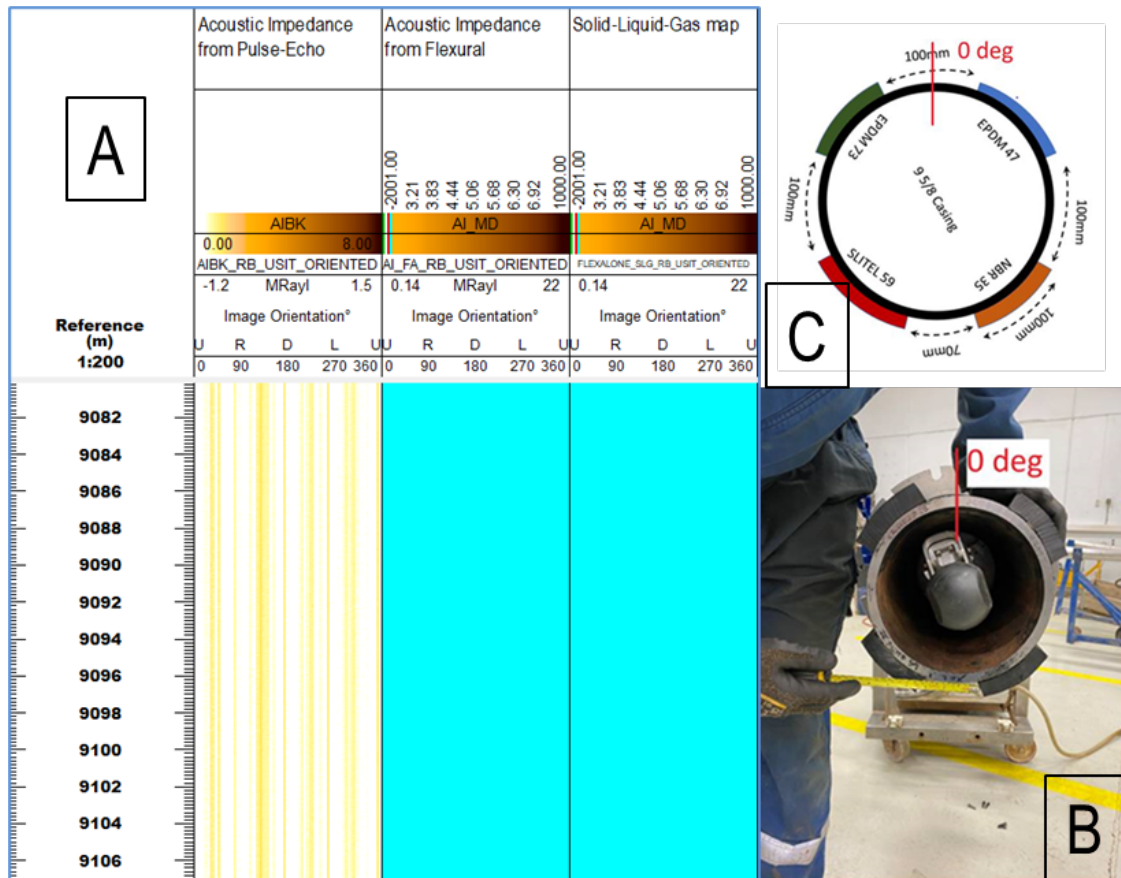 Acoustic Impedance
from Pulse-Echo
Acoustic Impedance
from Flexural
Solid-Liquid-Gas map
A
-2001.00
3.21
3.83
4.44
5.06
5.68
6.30
6.92
1000.00
-2001.00
3.21
3.83
4.44
5.06
5.68
6.30
6.92
1000.00
AIBK
AI_MD
AI_MD
0.00 8.00
AIBK_RB_USIT_ORIENTED
AI_FA_RB_USIT_ORIENTED
FLEXALONE_SLG_RB_USIT_ORIENTED
-1.2 MRayl 1.5
0.14 MRayl 22
0.14 22
Image Orientation°
Image Orientation°
Image Orientation°
Reference
(m)
1:200
U R D L U
U R D L U
U R D L U
0 90 180 270 360
0 90 180 270 360
0 90 180 270 360
9082
9084
9086
9088
9090
9092
9094
9096
9098
9100
9102
9104
9106
100mm
0 deg
EPDM 73
EPDM 47
9 5/8 Casing
100mm
100mm
SLITEL 59
NBR 35
100mm
70mm
C
0 deg
B